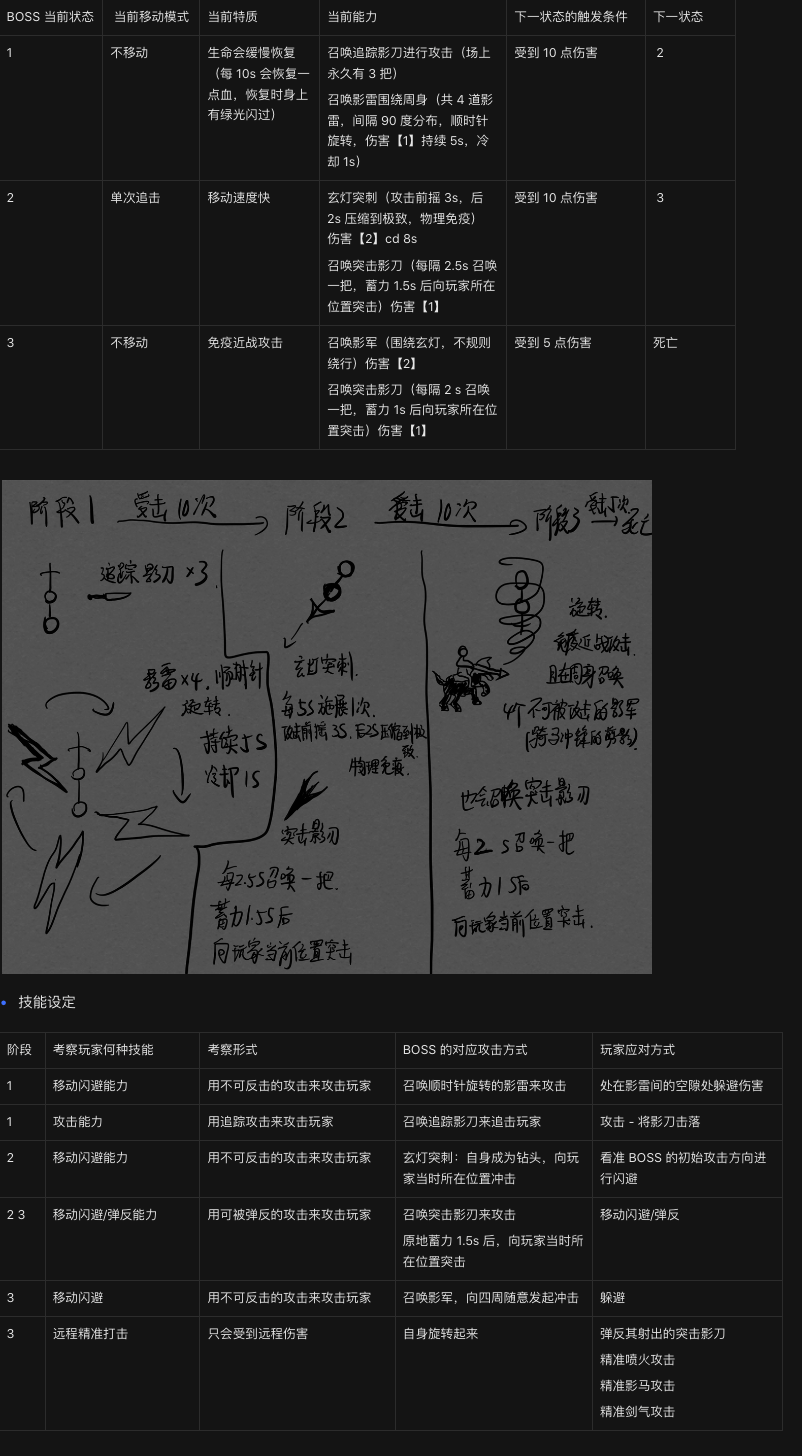 BOSS 当前状态 当前移动模式 当前特质 当前能力 下一状态的触发条件 下一状态
1 不移动
生命会缓慢恢复
（每 10s 会恢复一
点血，恢复时身上
有绿光闪过）
召唤追踪影刀进行攻击（场上
永久有 3 把）
召唤影雷围绕周身（共 4 道影
雷，间隔 90 度分布，顺时针
旋转，伤害【1】持续 5s，冷
却 1s）
受到 10 点伤害 2
2 单次追击 移动速度快
玄灯突刺（攻击前摇 3s，后
2s 压缩到极致，物理免疫）
伤害【2】cd 8s
召唤突击影刀（每隔 2.5s 召唤
一把，蓄力 1.5s 后向玩家所在
位置突击）伤害【1】
受到 10 点伤害 3
3 不移动 免疫近战攻击
召唤影军（围绕玄灯，不规则
绕行）伤害【2】
召唤突击影刀（每隔 2 s 召唤
一把，蓄力 1s 后向玩家所在位
置突击）伤害【1】
受到 5 点伤害 死亡
阶段1 受击10次 阶段2 受击10次 阶段3 受击5次 死亡
追踪影刀 ×3
影雷×4，顺时针
旋转.
持续5S
冷却1S
玄灯突刺.
每5S施展1次.
攻击前摇3S.后2S压缩到极
致.
物理免疫.
突击影刃
每2.5S召唤一把.
蓄力1.5S后
向玩家当前位置突击
旋转.
免疫近战攻击.
且在周身召唤
4个不可被攻击的影军
(骑马冲锋的剪影)
也会召唤突击影刃
每2S召唤一把
蓄力1S后
向玩家当前位置突击.
技能设定
阶段 考察玩家何种技能 考察形式 BOSS 的对应攻击方式 玩家应对方式
1 移动闪避能力 用不可反击的攻击来攻击玩家 召唤顺时针旋转的影雷来攻击 处在影雷间的空隙处躲避伤害
1 攻击能力 用追踪攻击来攻击玩家 召唤追踪影刀来追击玩家 攻击 - 将影刀击落
2 移动闪避能力 用不可反击的攻击来攻击玩家
玄灯突刺：自身成为钻头，向玩
家当时所在位置冲击
看准 BOSS 的初始攻击方向进
行闪避
2 3 移动闪避/弹反能力 用可被弹反的攻击来攻击玩家
召唤突击影刃来攻击
原地蓄力 1.5s 后，向玩家当时所
在位置突击
移动闪避/弹反
3 移动闪避 用不可反击的攻击来攻击玩家 召唤影军，向四周随意发起冲击 躲避
3 远程精准打击 只会受到远程伤害 自身旋转起来
弹反其射出的突击影刀
精准喷火攻击
精准影马攻击
精准剑气攻击